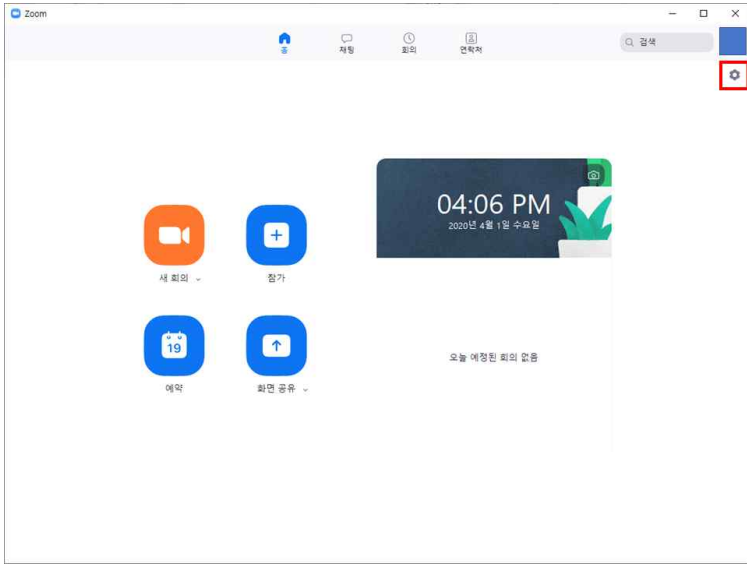 Zoom
홈
채팅
회의
연락처
검색
04:06 PM
2020년 4월 1일 수요일
새 회의
참가
19
예약
화면 공유
오늘 예정된 회의 없음